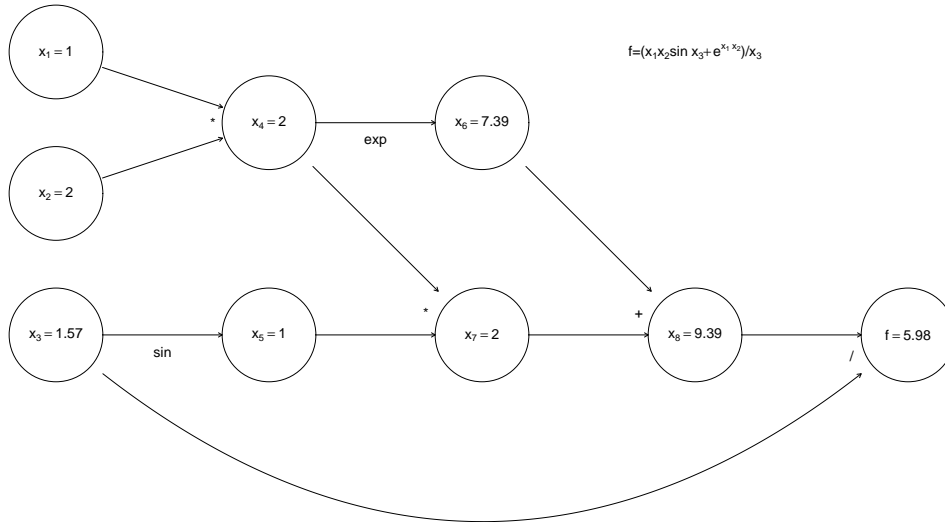 x₁ = 1
f=(x₁x₂sin x₃+e^(x₁ x₂))/x₃
*
x₄ = 2
exp
x₆ = 7.39
x₂ = 2
x₃ = 1.57
sin
x₅ = 1
*
x₇ = 2
+
x₈ = 9.39
/
f = 5.98